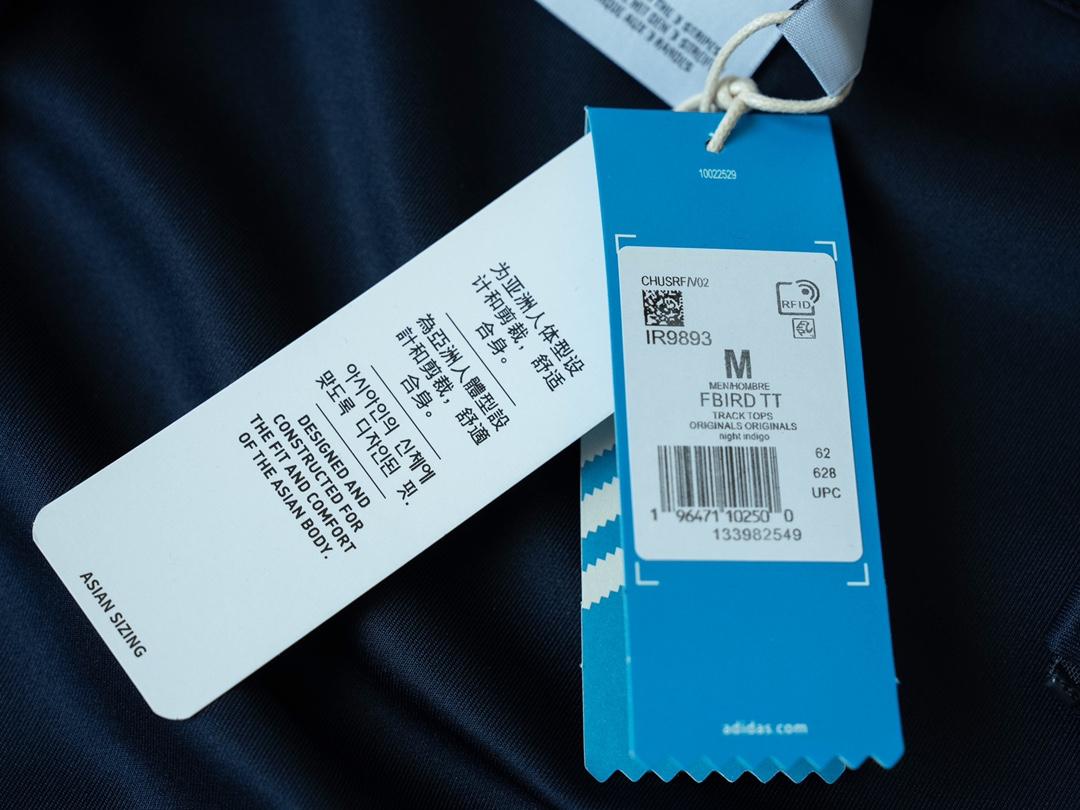 THE 3 STRIPES
10022529
CHUSRF/V02
RFID
IR9893
M
MEN/HOMBRE
FBIRD TT
TRACK TOPS
ORIGINALS ORIGINALS
night indigo
62
628
UPC
1 96471 10250 0
133982549
adidas.com
为亚洲人体型设
计和剪裁，舒适
合身。
為亞洲人體型設
計和剪裁，舒適
合身。
아시아인의 신체에
맞도록 디자인된 핏.
DESIGNED AND
CONSTRUCTED FOR
THE FIT AND COMFORT
OF THE ASIAN BODY.
ASIAN SIZING